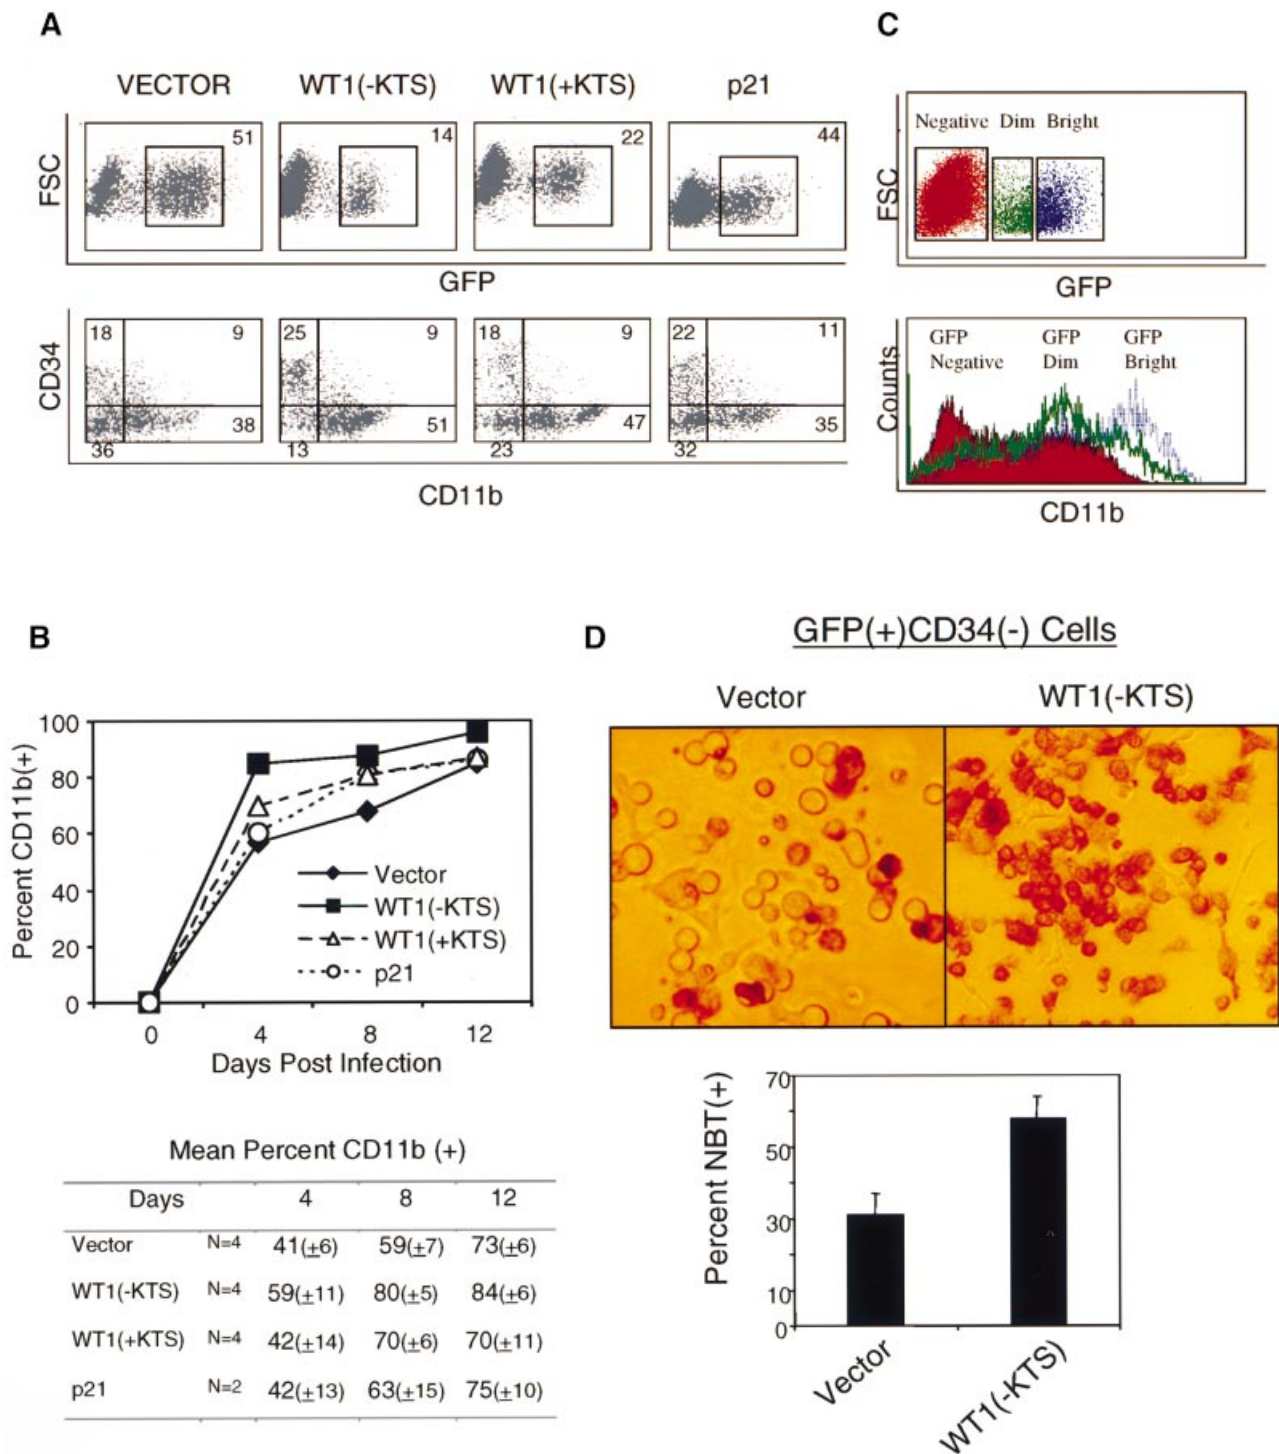 A
VECTOR WT1(-KTS) WT1(+KTS) p21
FSC
51 14 22 44
GFP
CD34
18 9 25 9 18 9 22 11
38 51 47 35
36 13 23 32
CD11b
C
Negative Dim Bright
FSC
GFP
GFP Negative
GFP Dim
GFP Bright
Counts
CD11b
B
Percent CD11b(+)
100
80
60
40
20
0
Vector
WT1(-KTS)
WT1(+KTS)
p21
0 4 8 12
Days Post Infection
Mean Percent CD11b (+)
Days 4 8 12
Vector N=4 41(±6) 59(±7) 73(±6)
WT1(-KTS) N=4 59(±11) 80(±5) 84(±6)
WT1(+KTS) N=4 42(±14) 70(±6) 70(±11)
p21 N=2 42(±13) 63(±15) 75(±10)
D
GFP(+)CD34(-) Cells
Vector WT1(-KTS)
Percent NBT(+)
70
50
30
10
0
Vector
WT1(-KTS)